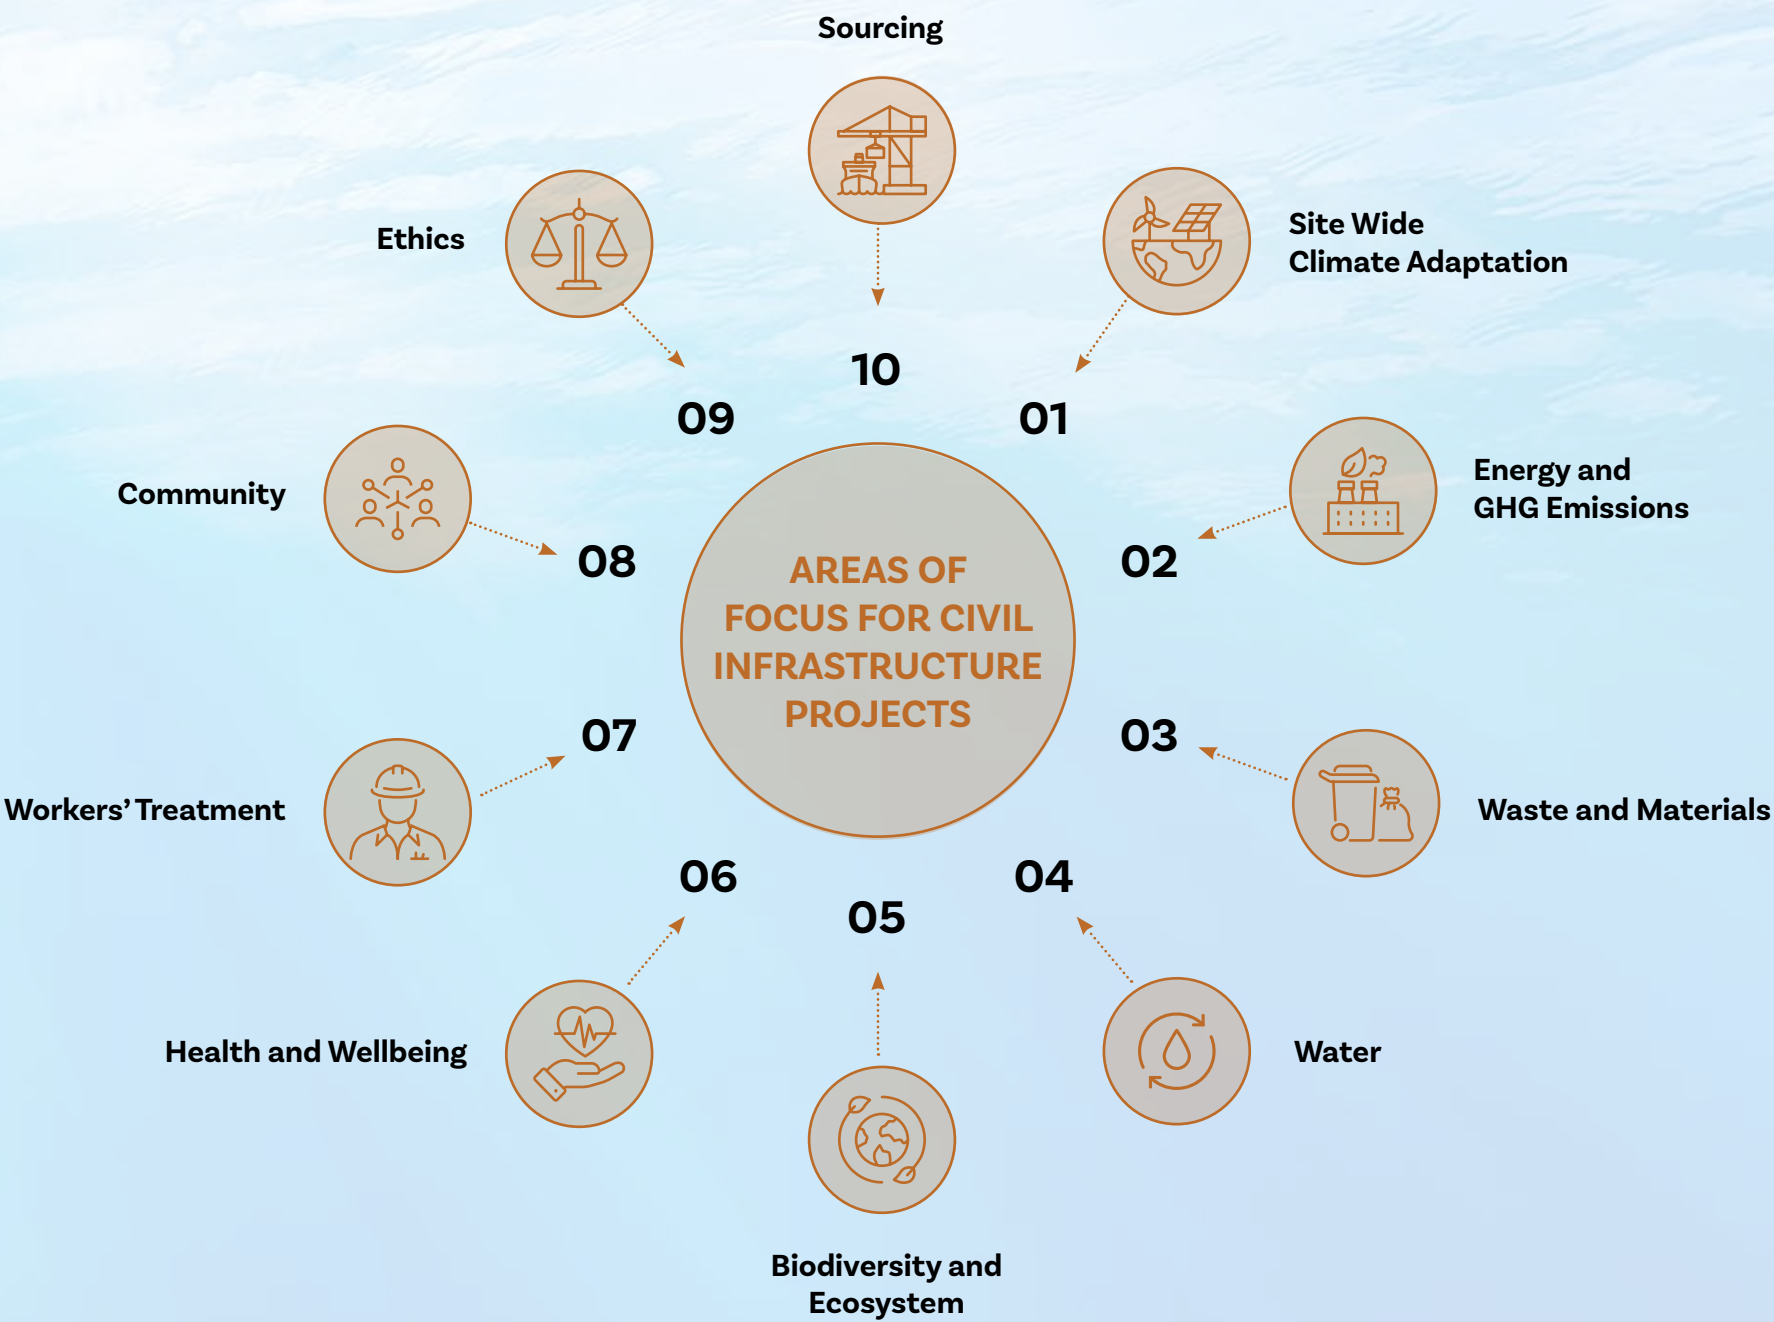 Sourcing
Ethics
Site Wide
Climate Adaptation
10
09
01
Community
Energy and
GHG Emissions
08
02
AREAS OF
FOCUS FOR CIVIL
INFRASTRUCTURE
PROJECTS
07
03
Workers’ Treatment
Waste and Materials
06
04
05
Health and Wellbeing
Water
Biodiversity and
Ecosystem